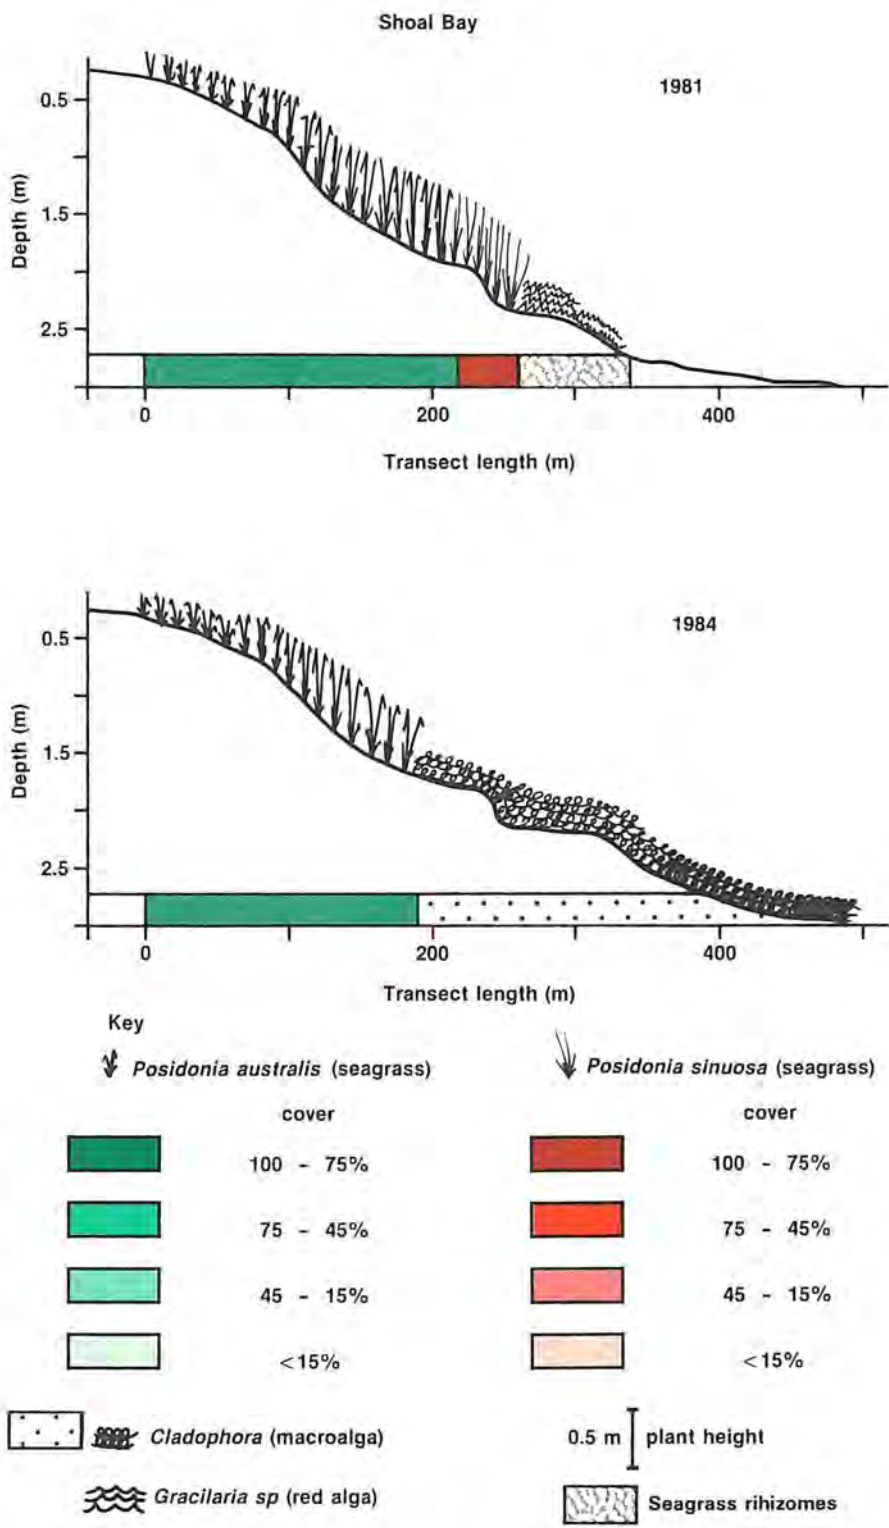 Shoal Bay
1981
Depth (m)
0.5
1.5
2.5
0 200 400
Transect length (m)
1984
Depth (m)
0.5
1.5
2.5
0 200 400
Transect length (m)
Key
Posidonia australis (seagrass)
cover
100 - 75%
75 - 45%
45 - 15%
<15%
Posidonia sinuosa (seagrass)
cover
100 - 75%
75 - 45%
45 - 15%
<15%
Cladophora (macroalga)
0.5 m plant height
Gracilaria sp (red alga)
Seagrass rihizomes